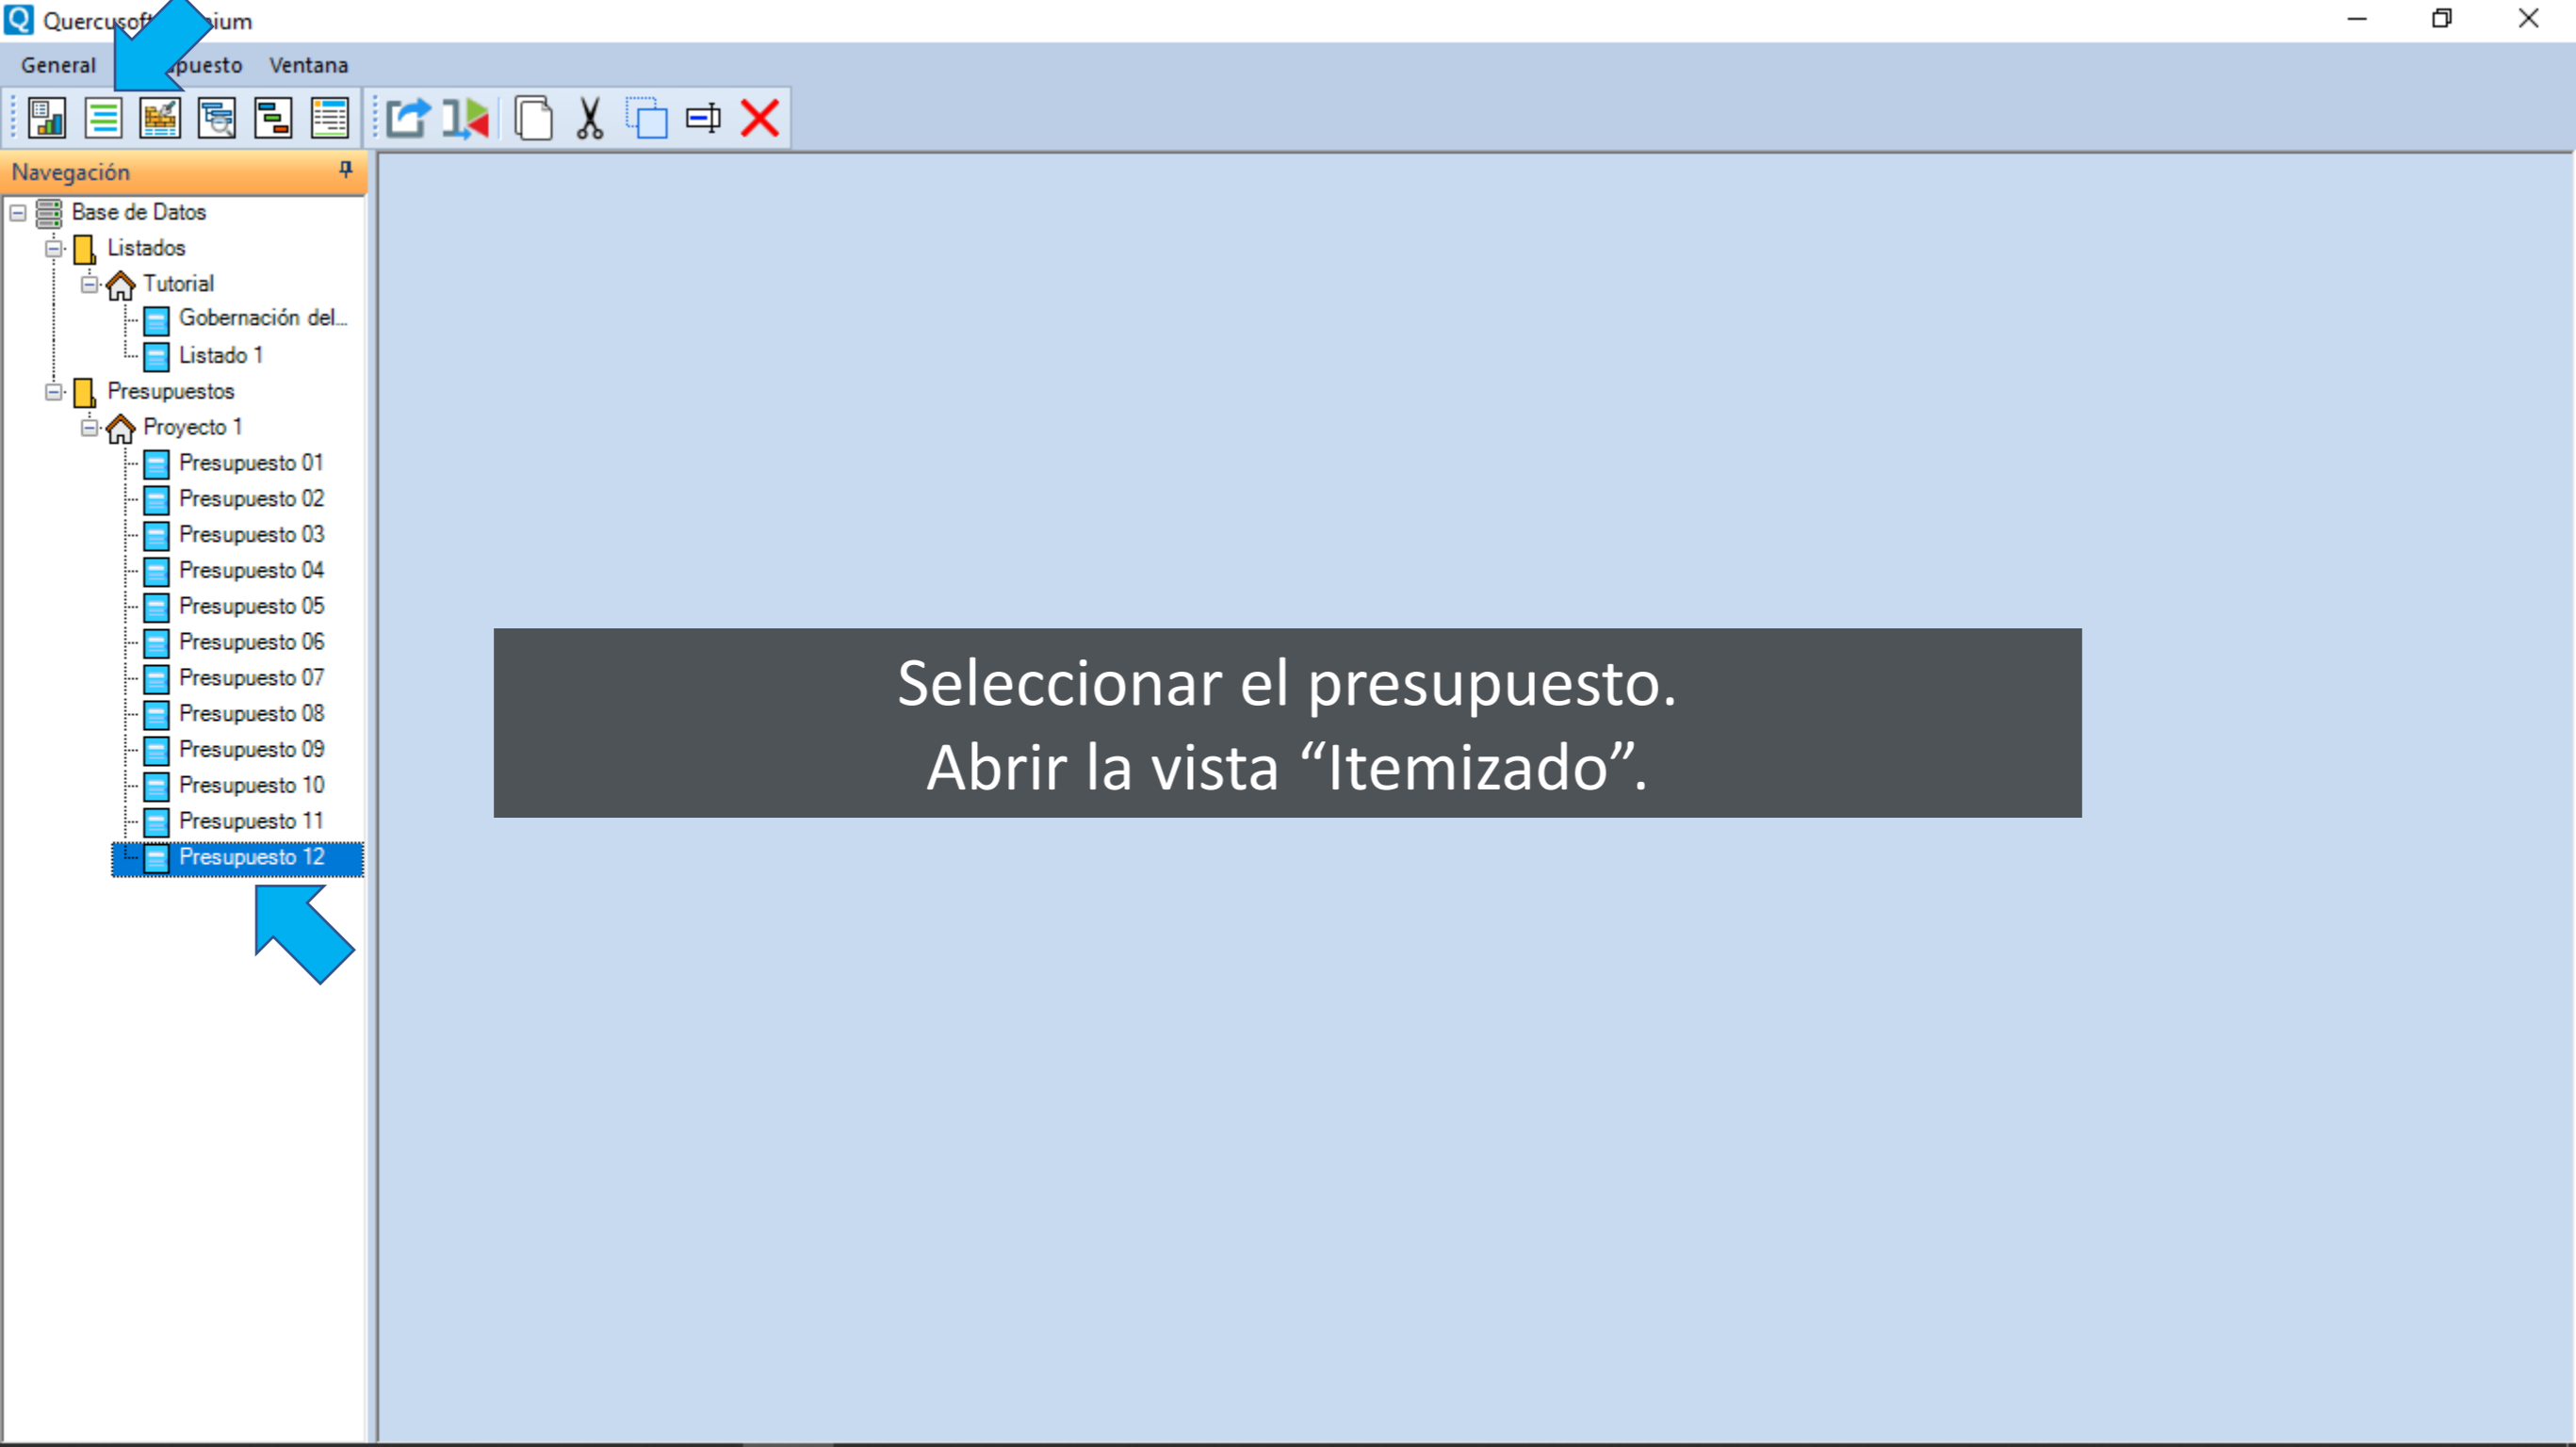 General Ventana
Navegación
Base de Datos
Listados
Tutorial
Gobernación del...
Listado 1
Presupuestos
Proyecto 1
Presupuesto 01
Presupuesto 02
Presupuesto 03
Presupuesto 04
Presupuesto 05
Presupuesto 06
Presupuesto 07
Presupuesto 08
Presupuesto 09
Presupuesto 10
Presupuesto 11
Presupuesto 12
Seleccionar el presupuesto.
Abrir la vista “Itemizado”.